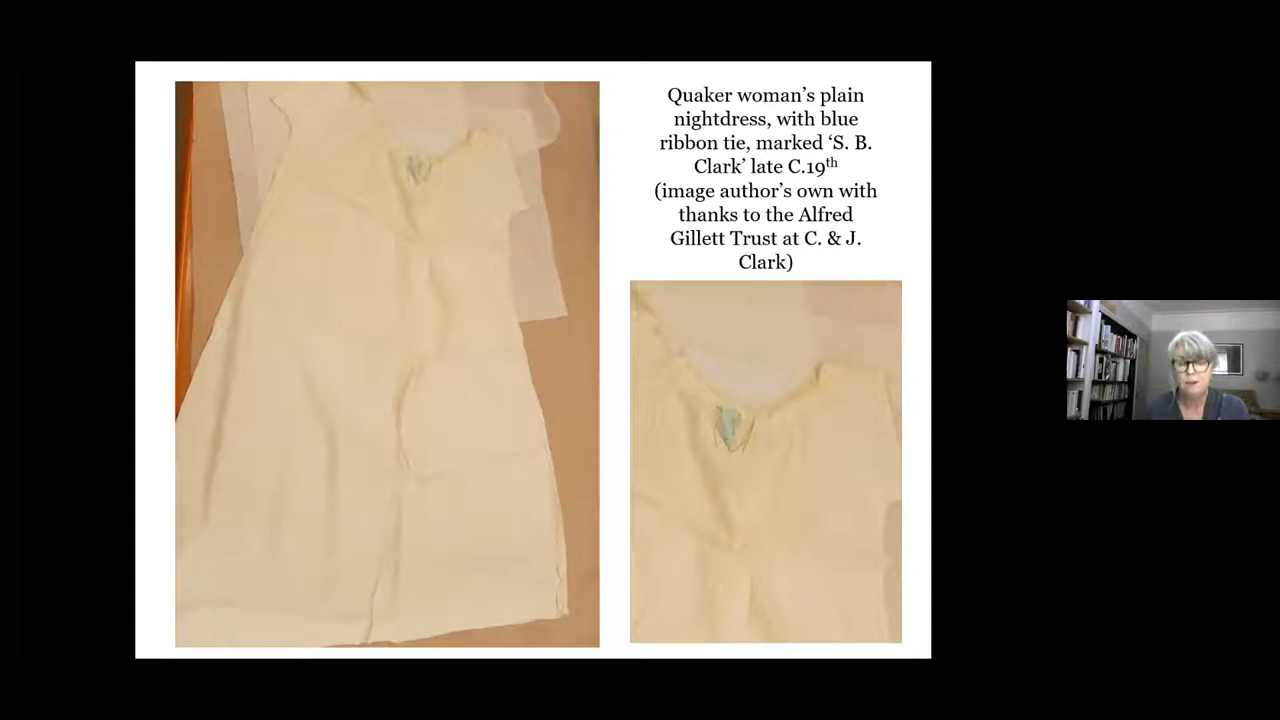 Quaker woman’s plain
nightdress, with blue
ribbon tie, marked ‘S. B.
Clark’ late C.19th
(image author’s own with
thanks to the Alfred
Gillett Trust at C. & J.
Clark)